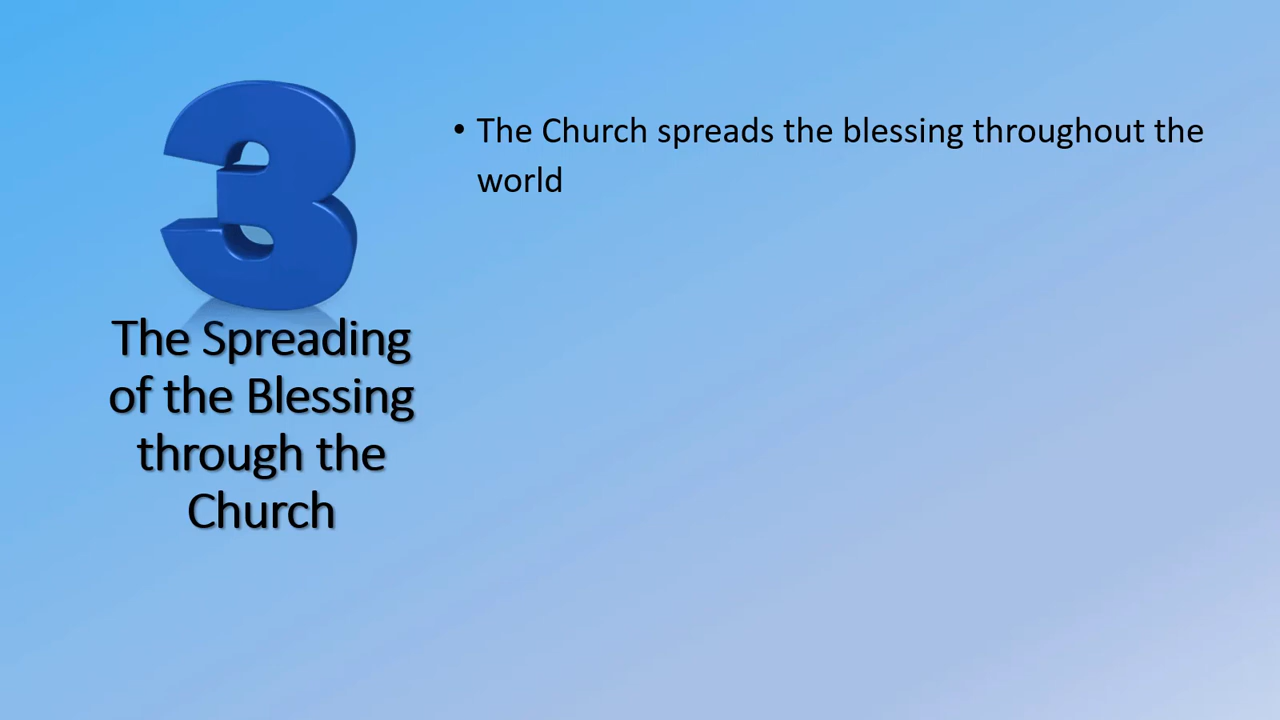 3
The Spreading
of the Blessing
through the
Church
• The Church spreads the blessing throughout the
world